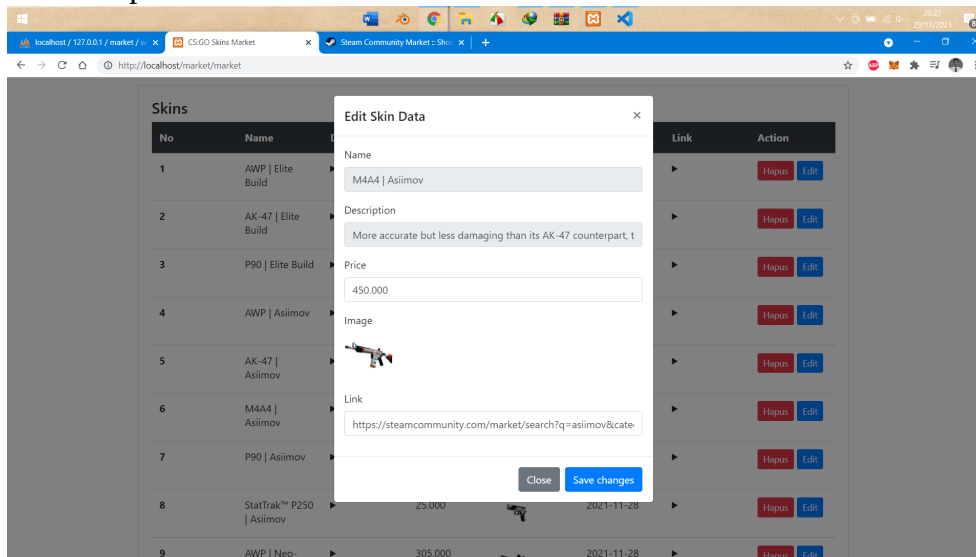 20:27
29/11/2021
localhost / 127.0.0.1 / market /
CS:GO Skins Market
Steam Community Market :: Sho
http://localhost/market/market
Skins
No Name Link Action
1 AWP | Elite Build Hapus Edit
2 AK-47 | Elite Build Hapus Edit
3 P90 | Elite Build Hapus Edit
4 AWP | Asiimov Hapus Edit
5 AK-47 | Asiimov Hapus Edit
6 M4A4 | Asiimov Hapus Edit
7 P90 | Asiimov Hapus Edit
8 StatTrak™ P250 | Asiimov 25.000 2021-11-28 Hapus Edit
9 AWP | Neo- 305.000 2021-11-28 Hapus Edit
Edit Skin Data
Name
M4A4 | Asiimov
Description
More accurate but less damaging than its AK-47 counterpart, t
Price
450.000
Image
Link
https://steamcommunity.com/market/search?q=asiimov&cate
Close Save changes